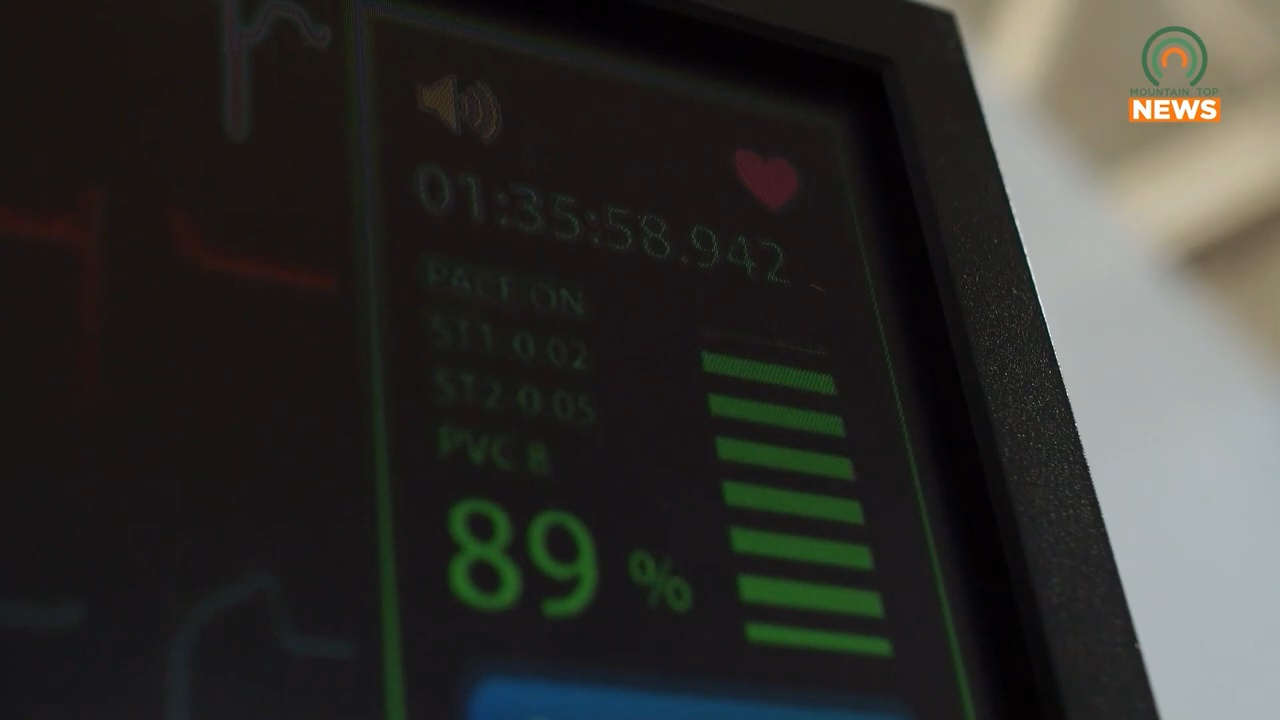 MOUNTAIN TOP
NEWS
01:35:58.942
PACE ON
ST1 0 02
ST2 0 05
PVC 8
89 %